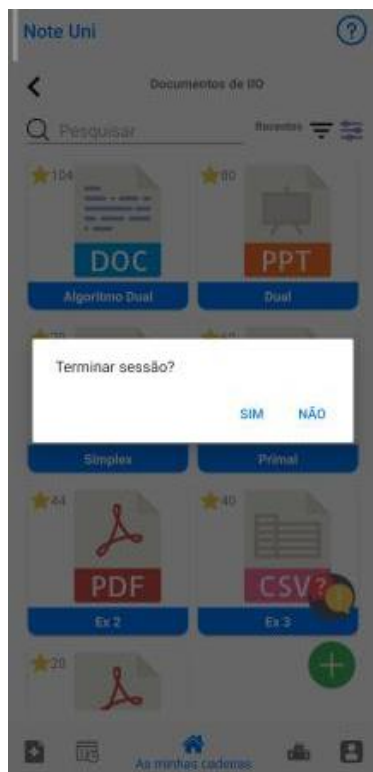 Note Uni
?
Documentos de IIO
Pesquisar
Recentes
104
80
DOC
PPT
Algoritmo Dual
Dual
Terminar sessão?
SIM
NÃO
Simplex
Primal
44
40
PDF
CSV
?
Ex 2
Ex 3
20
As minhas cadeiras